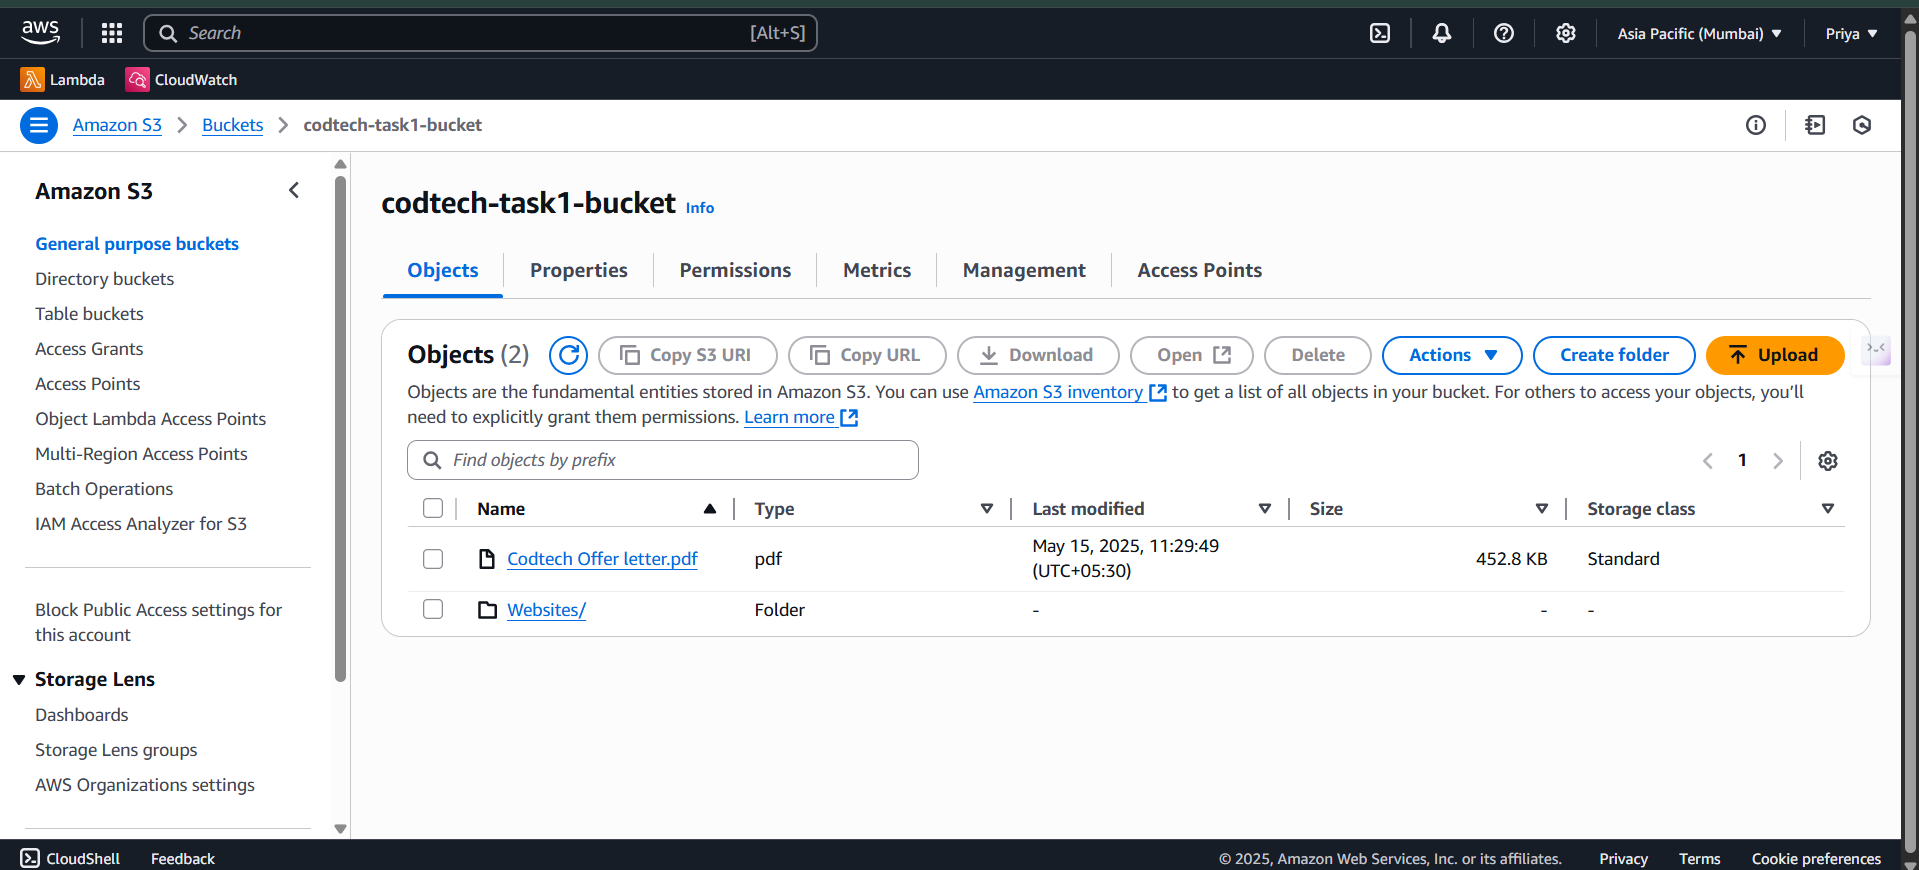 aws
Search
[Alt+S]
Asia Pacific (Mumbai)
Priya
Lambda
CloudWatch
Amazon S3
Buckets
codtech-task1-bucket
Amazon S3
General purpose buckets
Directory buckets
Table buckets
Access Grants
Access Points
Object Lambda Access Points
Multi-Region Access Points
Batch Operations
IAM Access Analyzer for S3
Block Public Access settings for
this account
Storage Lens
Dashboards
Storage Lens groups
AWS Organizations settings
codtech-task1-bucket Info
Objects
Properties
Permissions
Metrics
Management
Access Points
Objects (2)
Copy S3 URI
Copy URL
Download
Open
Delete
Actions
Create folder
Upload
Objects are the fundamental entities stored in Amazon S3. You can use Amazon S3 inventory to get a list of all objects in your bucket. For others to access your objects, you’ll
need to explicitly grant them permissions. Learn more
Find objects by prefix
1
Name
Type
Last modified
Size
Storage class
Codtech Offer letter.pdf
pdf
May 15, 2025, 11:29:49
(UTC+05:30)
452.8 KB
Standard
Websites/
Folder
-
-
-
CloudShell
Feedback
© 2025, Amazon Web Services, Inc. or its affiliates.
Privacy
Terms
Cookie preferences